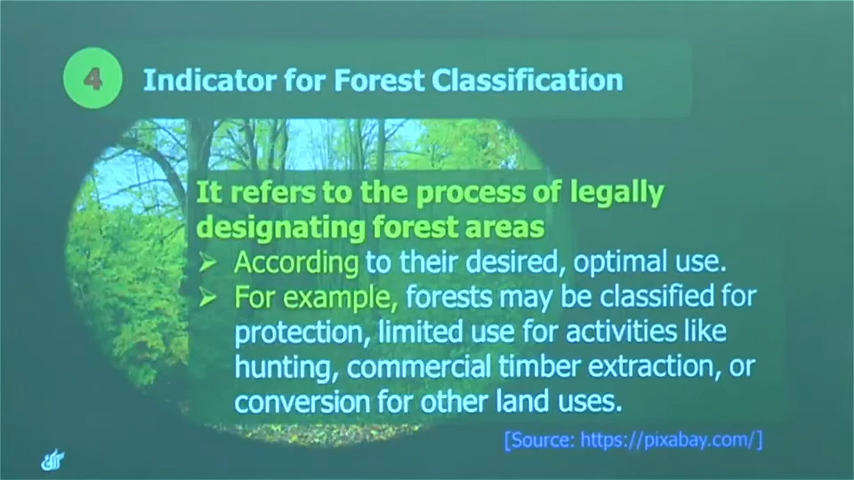 4
Indicator for Forest Classification
It refers to the process of legally
designating forest areas
➢ According to their desired, optimal use.
➢ For example, forests may be classified for
protection, limited use for activities like
hunting, commercial timber extraction, or
conversion for other land uses.
[Source: https://pixabay.com/]